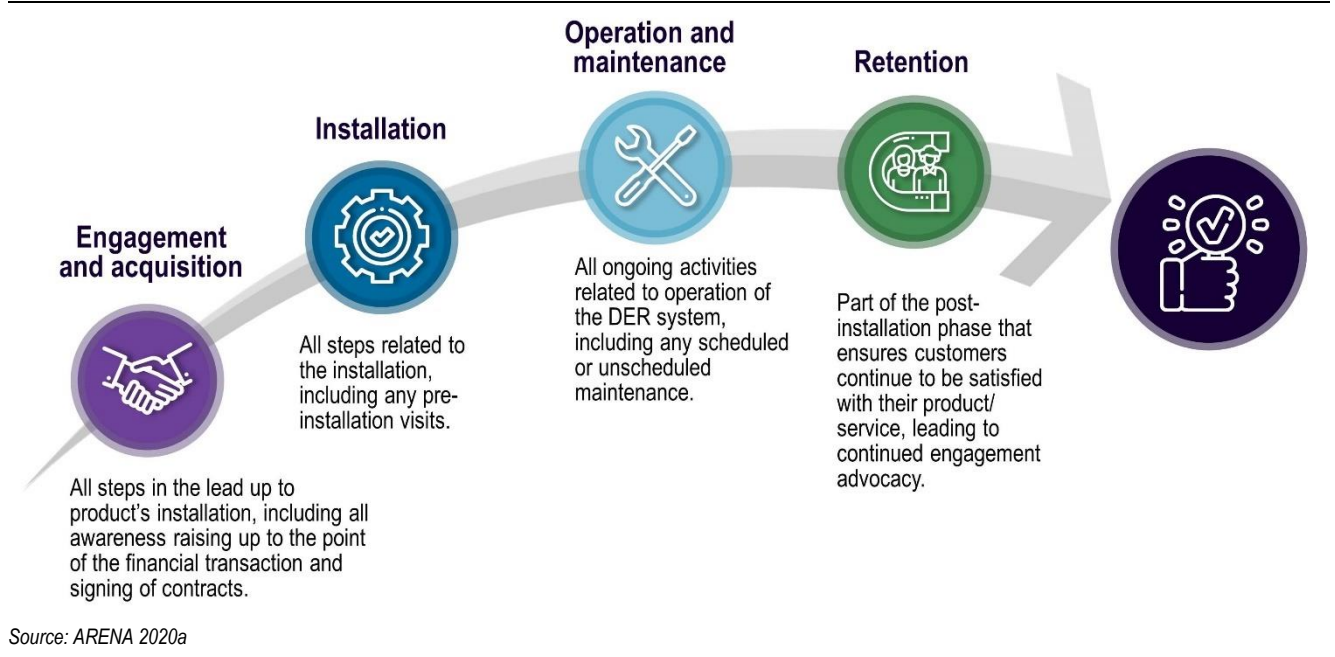 Engagement
and acquisition
All steps in the lead up to
product's installation, including all
awareness raising up to the point
of the financial transaction and
signing of contracts.
Installation
All steps related to
the installation,
including any pre-
installation visits.
Operation and
maintenance
All ongoing activities
related to operation of
the DER system,
including any scheduled
or unscheduled
maintenance.
Retention
Part of the post-
installation phase that
ensures customers
continue to be satisfied
with their product/
service, leading to
continued engagement
advocacy.
Source: ARENA 2020a